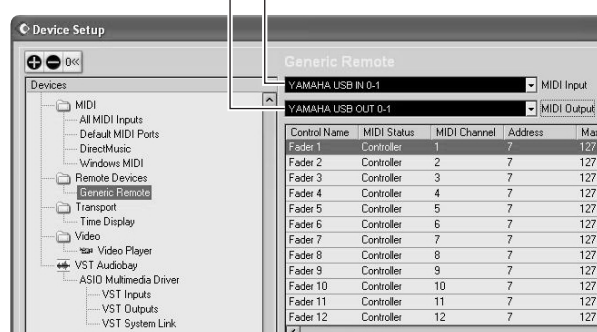 Device Setup
0«
Devices
MIDI
All MIDI Inputs
Default MIDI Ports
DirectMusic
Windows MIDI
Remote Devices
Generic Remote
Transport
Time Display
Video
Video Player
VST Audiobay
ASIO Multimedia Driver
VST Inputs
VST Outputs
VST System Link
Generic Remote
YAMAHA USB IN 0-1 MIDI Input
YAMAHA USB OUT 0-1 MIDI Output
Control Name MIDI Status MIDI Channel Address Max
Fader 1 Controller 1 7 127
Fader 2 Controller 2 7 127
Fader 3 Controller 3 7 127
Fader 4 Controller 4 7 127
Fader 5 Controller 5 7 127
Fader 6 Controller 6 7 127
Fader 7 Controller 7 7 127
Fader 8 Controller 8 7 127
Fader 9 Controller 9 7 127
Fader 10 Controller 10 7 127
Fader 11 Controller 11 7 127
Fader 12 Controller 12 7 127